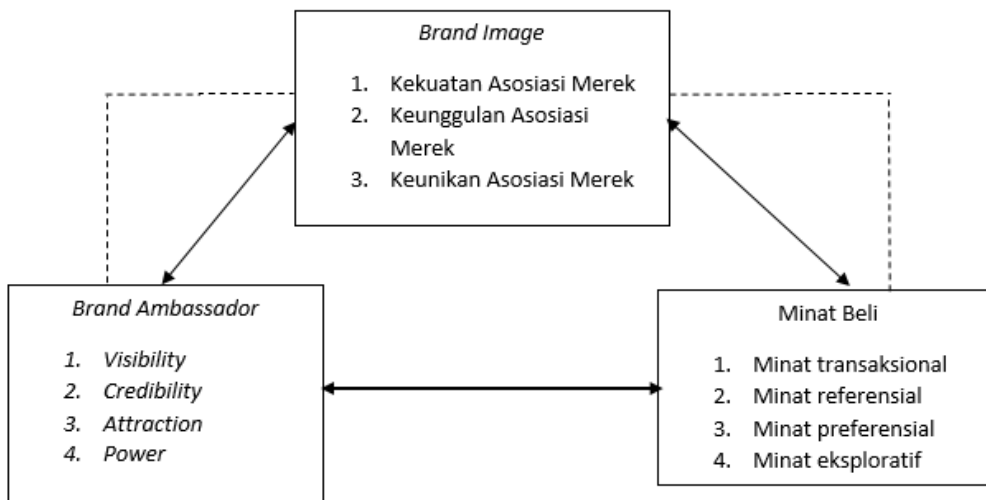 Brand Image
1. Kekuatan Asosiasi Merek
2. Keunggulan Asosiasi
Merek
3. Keunikan Asosiasi Merek
Brand Ambassador
1. Visibility
2. Credibility
3. Attraction
4. Power
Minat Beli
1. Minat transaksional
2. Minat referensial
3. Minat preferensial
4. Minat eksploratif